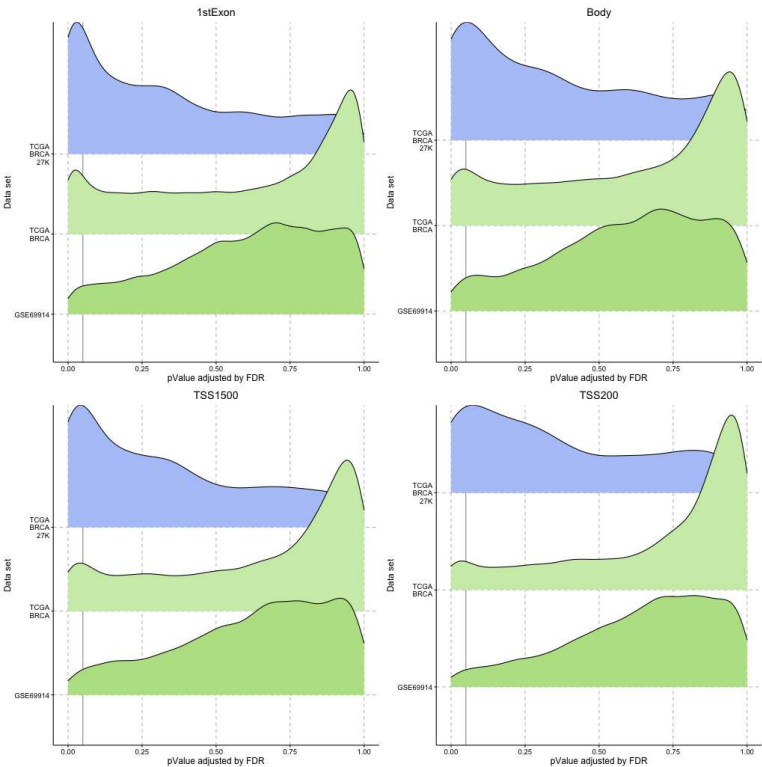 1stExon
Data set
TCGA
BRCA
27K
TCGA
BRCA
GSE69914
0.00 0.25 0.50 0.75 1.00
pValue adjusted by FDR
Body
Data set
TCGA
BRCA
27K
TCGA
BRCA
GSE69914
0.00 0.25 0.50 0.75 1.00
pValue adjusted by FDR
TSS1500
Data set
TCGA
BRCA
27K
TCGA
BRCA
GSE69914
0.00 0.25 0.50 0.75 1.00
pValue adjusted by FDR
TSS200
Data set
TCGA
BRCA
27K
TCGA
BRCA
GSE69914
0.00 0.25 0.50 0.75 1.00
pValue adjusted by FDR